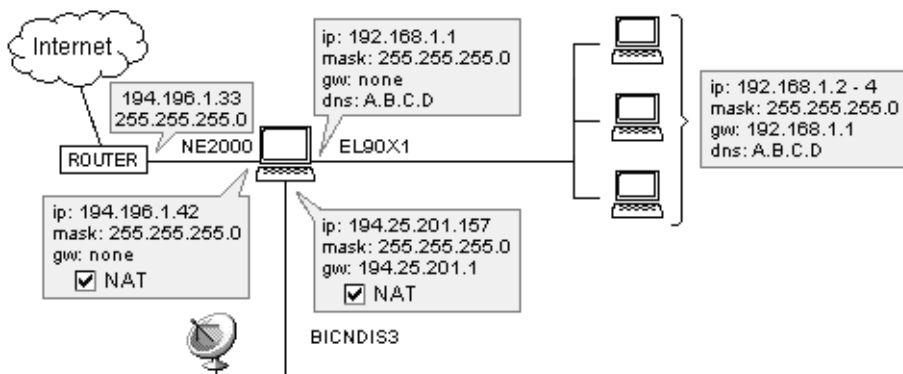 Internet
194.196.1.33
255.255.255.0
ROUTER
NE2000
ip: 192.168.1.1
mask: 255.255.255.0
gw: none
dns: A.B.C.D
EL90X1
ip: 192.168.1.2 - 4
mask: 255.255.255.0
gw: 192.168.1.1
dns: A.B.C.D
ip: 194.196.1.42
mask: 255.255.255.0
gw: none
NAT
ip: 194.25.201.157
mask: 255.255.255.0
gw: 194.25.201.1
NAT
BICNDIS3